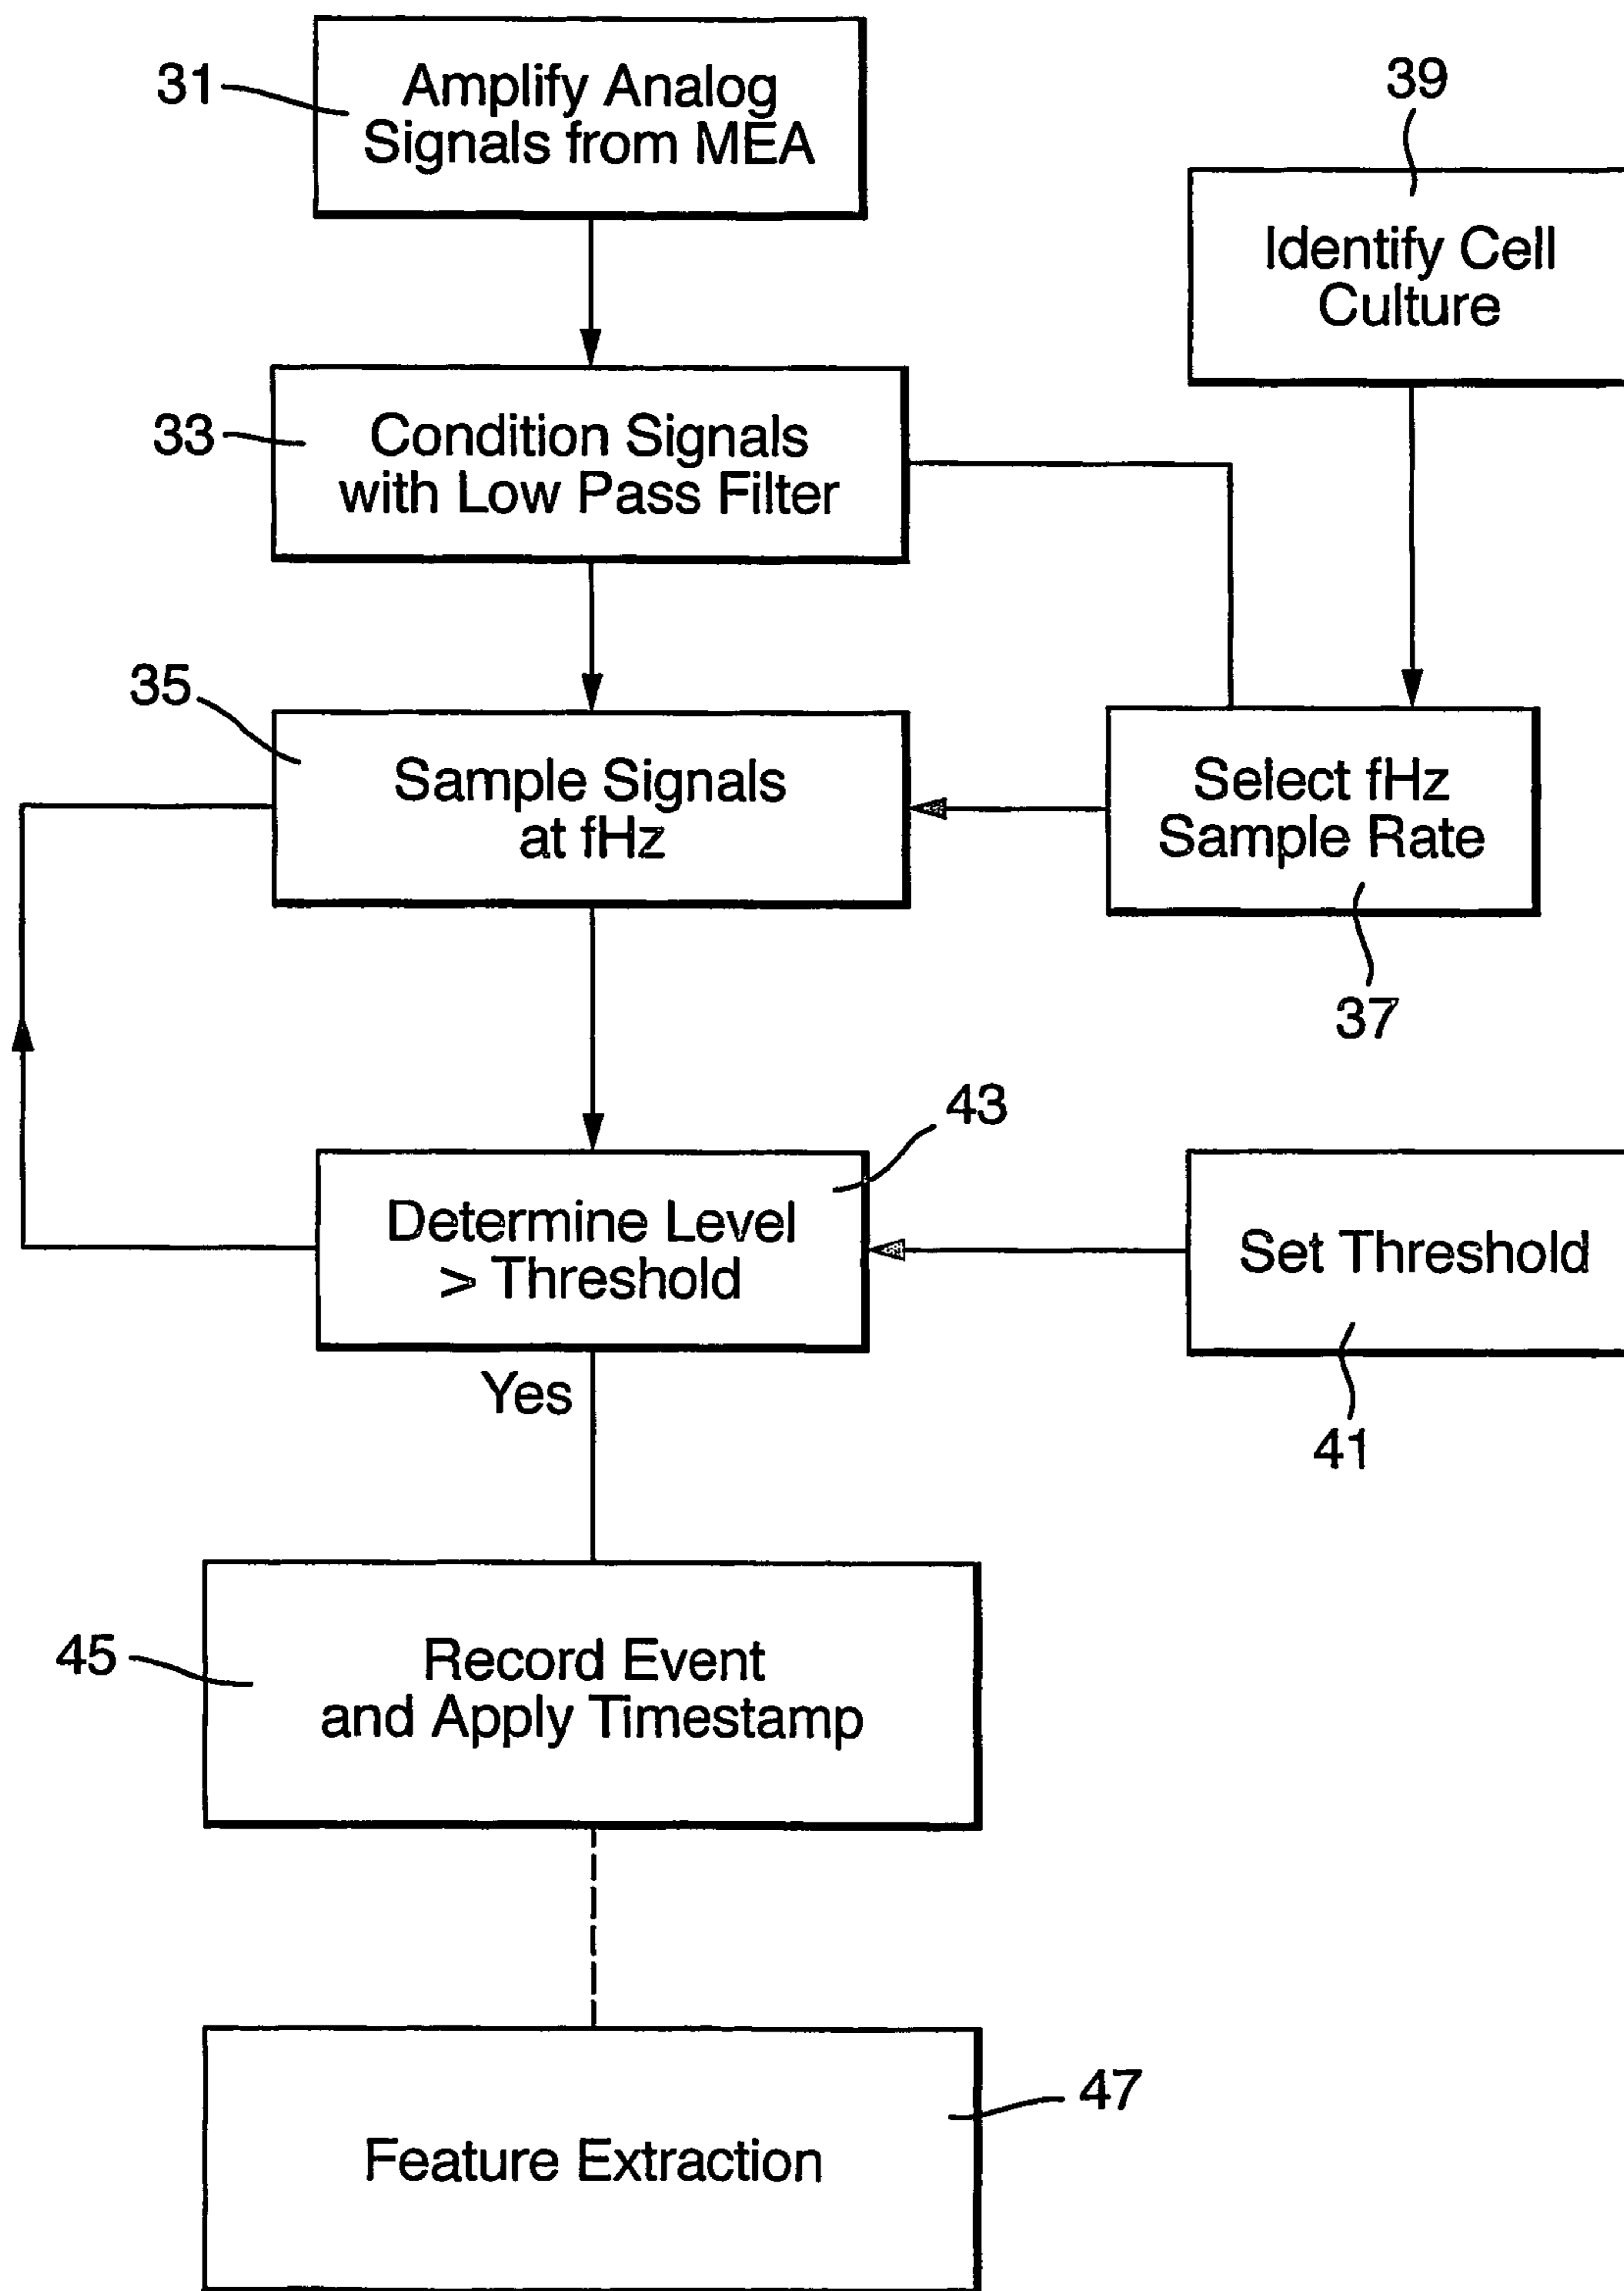 31
Amplify Analog
Signals from MEA
39
Identify Cell
Culture
33
Condition Signals
with Low Pass Filter
35
Sample Signals
at fHz
Select fHz
Sample Rate
37
43
Determine Level
> Threshold
Set Threshold
41
Yes
45
Record Event
and Apply Timestamp
47
Feature Extraction